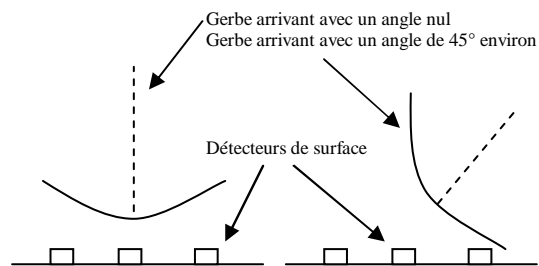 Gerbe arrivant avec un angle nul
Gerbe arrivant avec un angle de 45° environ
Détecteurs de surface